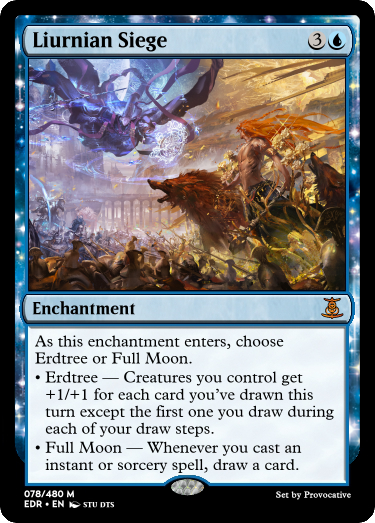 Liurnian Siege 3
Enchantment
As this enchantment enters, choose
Erdtree or Full Moon.
• Erdtree — Creatures you control get
+1/+1 for each card you've drawn this
turn except the first one you draw during
each of your draw steps.
• Full Moon — Whenever you cast an
instant or sorcery spell, draw a card.
078/480 M
EDR • EN STU DTS
Set by Provocative